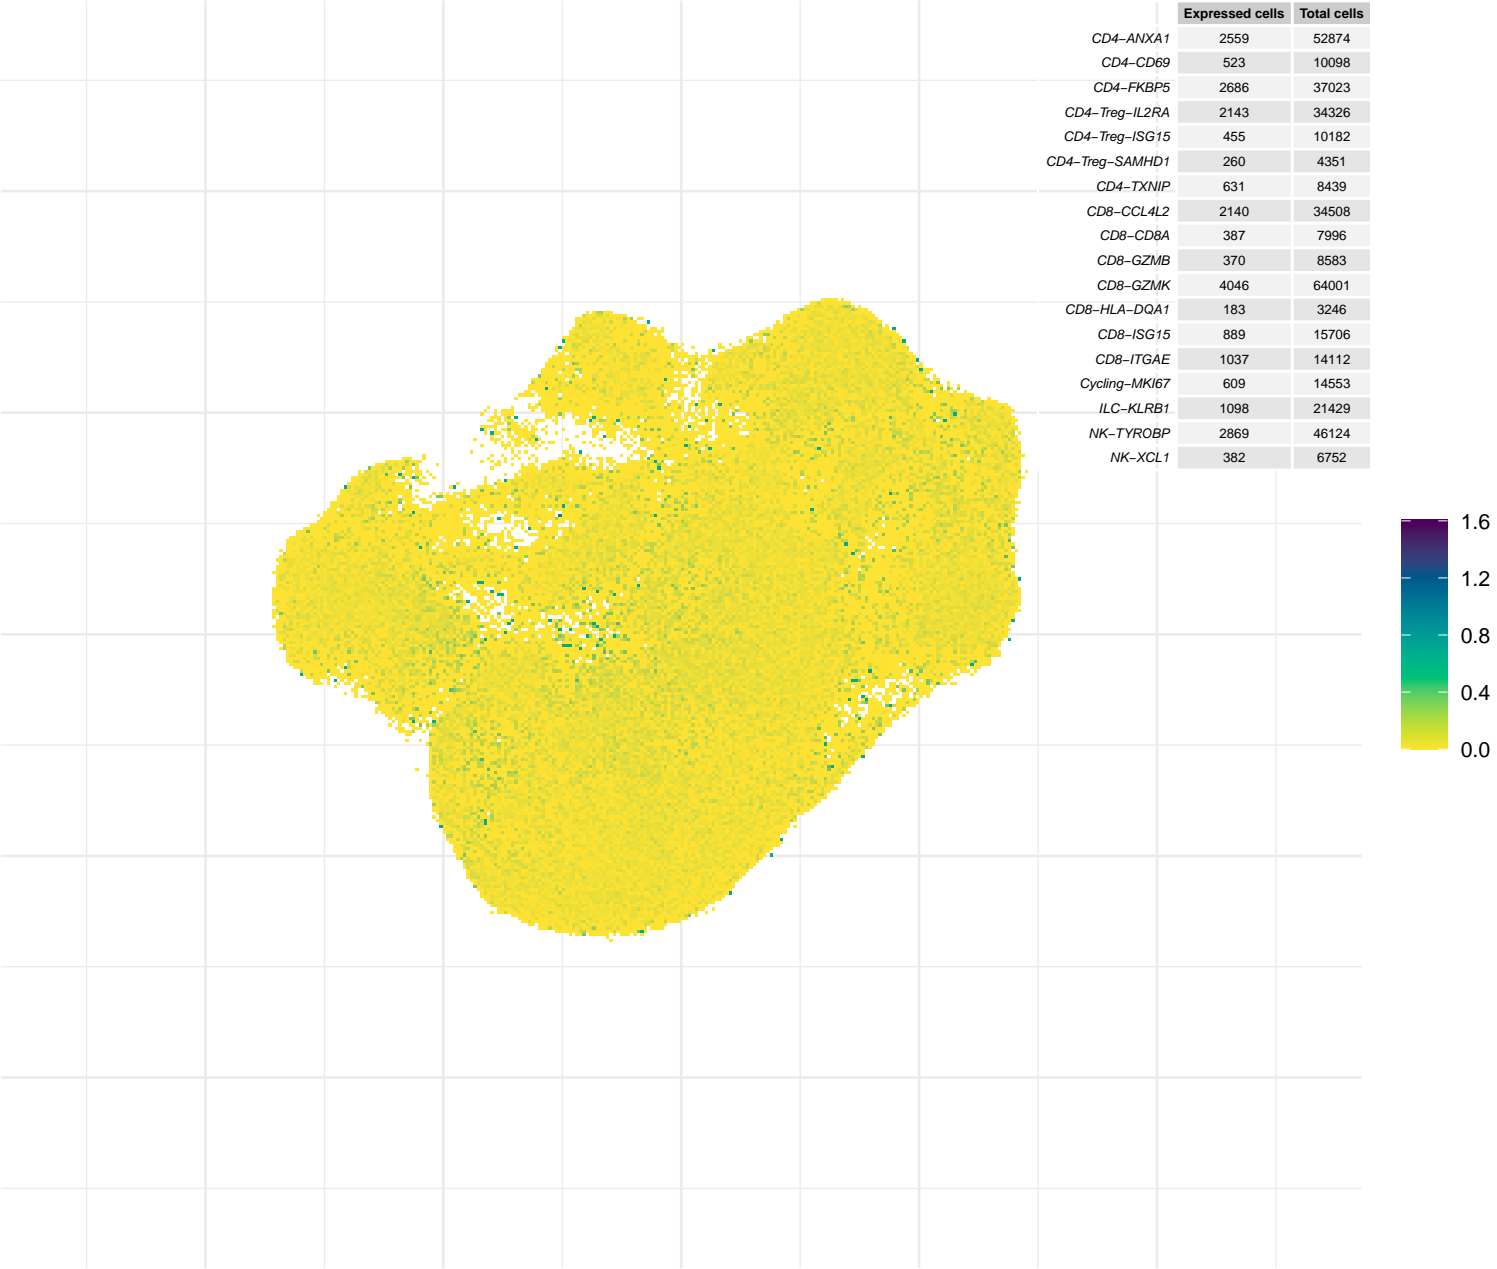 Expressed cells Total cells
CD4−ANXA1 2559 52874
CD4−CD69 523 10098
CD4−FKBP5 2686 37023
CD4−Treg−IL2RA 2143 34326
CD4−Treg−ISG15 455 10182
CD4−Treg−SAMHD1 260 4351
CD4−TXNIP 631 8439
CD8−CCL4L2 2140 34508
CD8−CD8A 387 7996
CD8−GZMB 370 8583
CD8−GZMK 4046 64001
CD8−HLA−DQA1 183 3246
CD8−ISG15 889 15706
CD8−ITGAE 1037 14112
Cycling−MKI67 609 14553
ILC−KLRB1 1098 21429
NK−TYROBP 2869 46124
NK−XCL1 382 6752
1.6
1.2
0.8
0.4
0.0